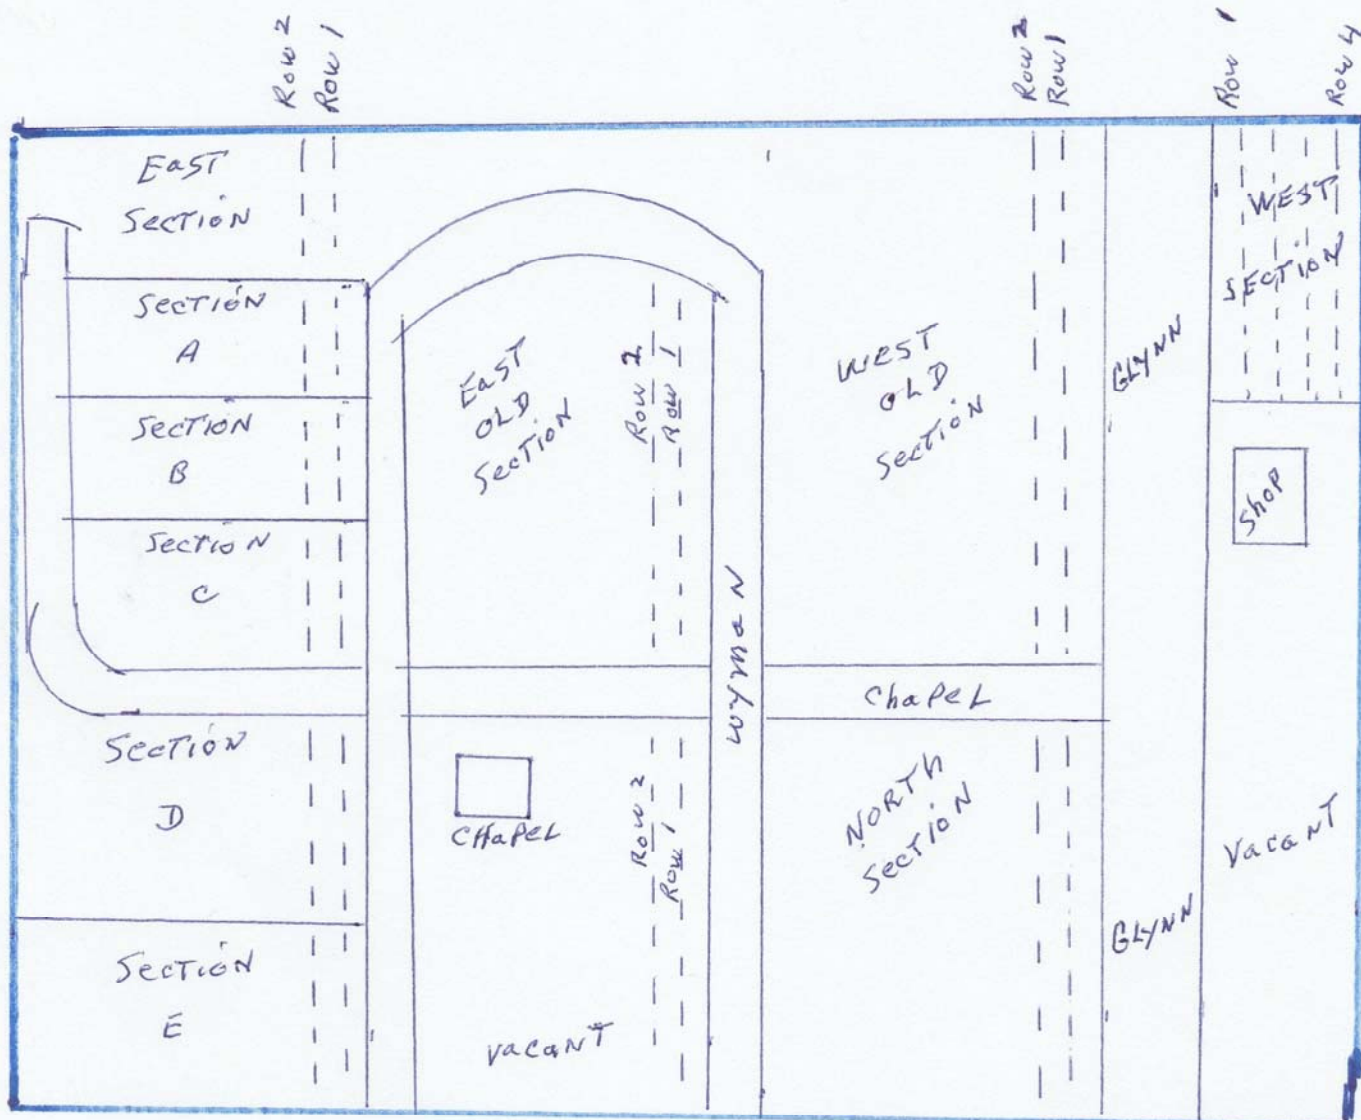 Row 2
Row 1
Row 2
Row 1
Row 1
Row 4
EaST
SecTioN
SecTioN
A
SecTioN
B
SecTioN
C
SecTioN
D
SecTioN
E
EaST
OLD
SecTioN
Row 2
Row 1
WyMaN
CHaPeL
Row 2
Row 1
VacaNT
WEST
OLD
SecTioN
ChaPeL
NORTh
SecTioN
GLYNN
GLYNN
WEST
SECTiON
Shop
VacaNT